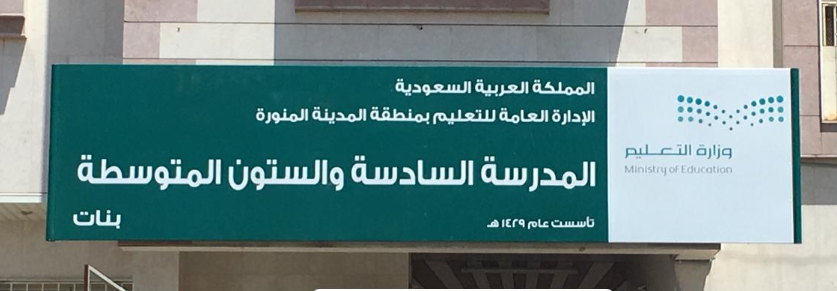 المملكة العربية السعودية
الإدارة العامة للتعليم بمنطقة المدينة المنورة
المدرسة السادسة والستون المتوسطة
تأسست عام ١٤٢٩ هـ
بنات
وزارة التعـليم
Ministry of Education